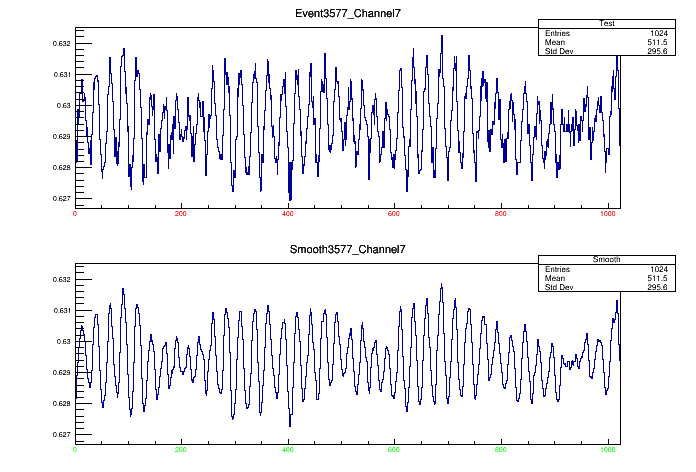 Event3577_Channel7
Test
Entries 1024
Mean 511.5
Std Dev 295.6
0.632
0.631
0.63
0.629
0.628
0.627
0 200 400 600 800 1000
Smooth3577_Channel7
Smooth
Entries 1024
Mean 511.5
Std Dev 295.6
0.632
0.631
0.63
0.629
0.628
0.627
0 200 400 600 800 1000